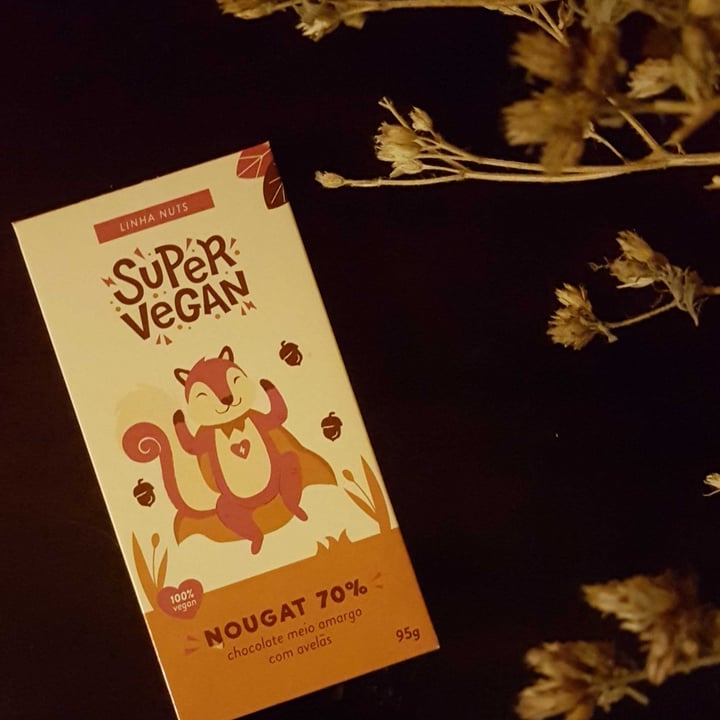 LINHA NUTS
SUPER
VEGAN
100%
vegan
NOUGAT 70%
chocolate meio amargo
com avelãs
95g